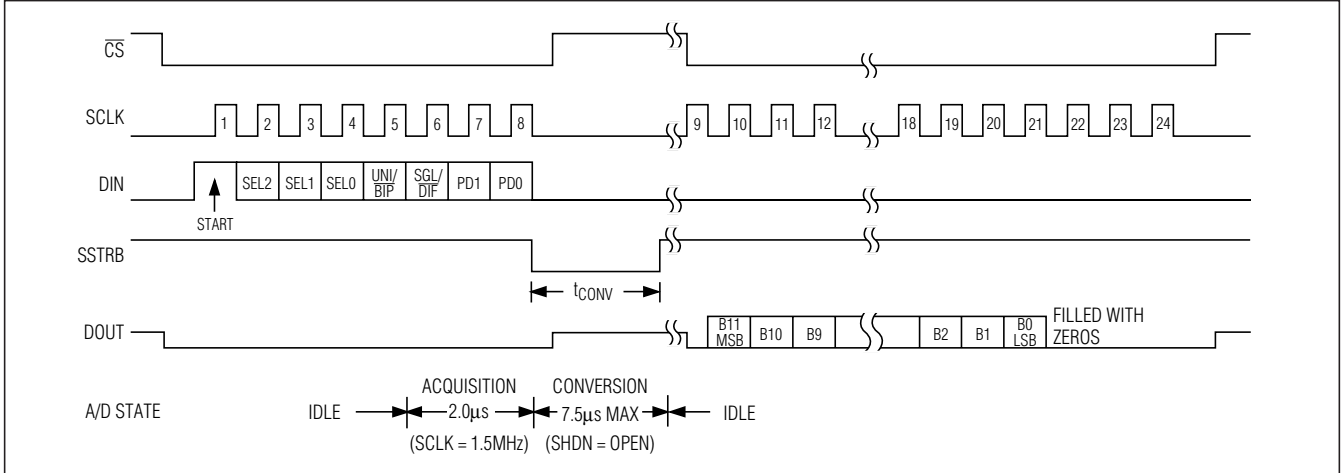 CS
SCLK
1 2 3 4 5 6 7 8 9 10 11 12 18 19 20 21 22 23 24
DIN
SEL2 SEL1 SEL0 UNI/ BIP SGL/ DIF PD1 PD0
START
SSTRB
tCONV
DOUT
B11 MSB B10 B9 B2 B1 B0 LSB
FILLED WITH
ZEROS
A/D STATE
IDLE
ACQUISITION
2.0µs
(SCLK = 1.5MHz)
CONVERSION
7.5µs MAX
(SHDN = OPEN)
IDLE